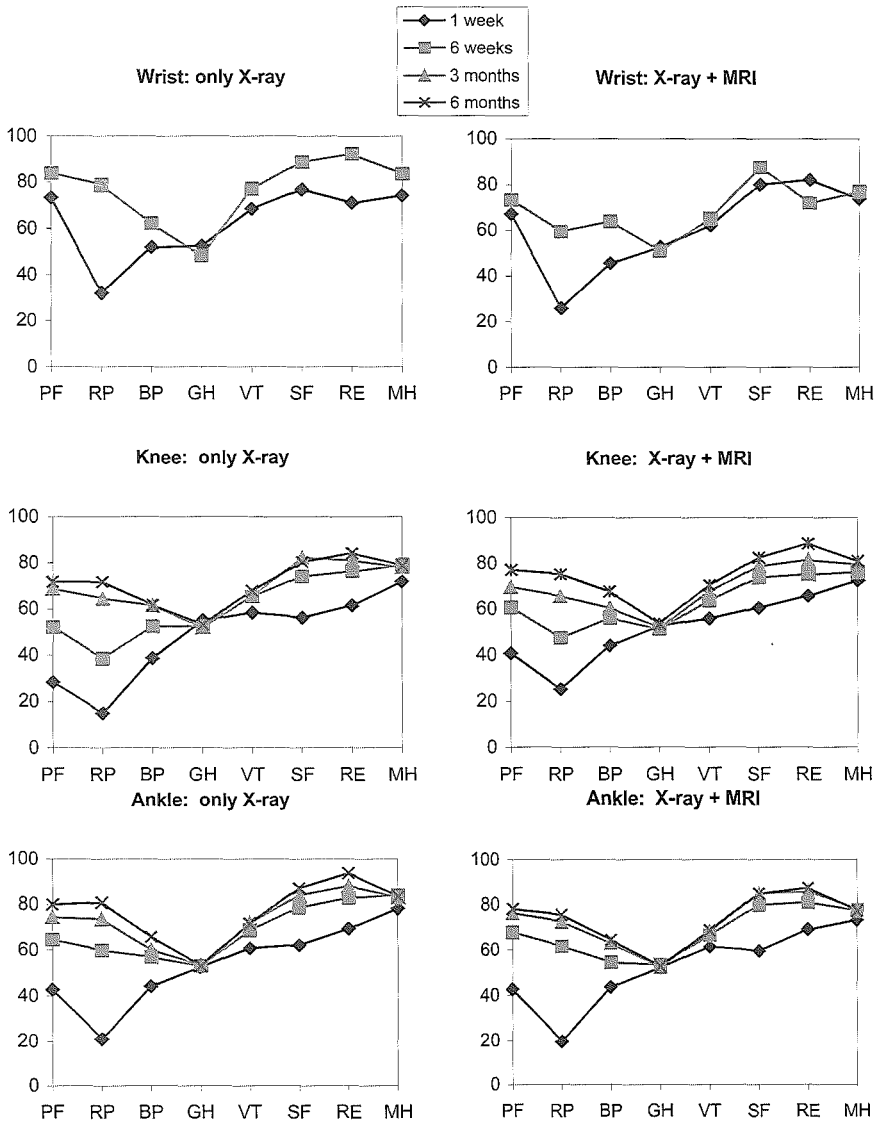 1 week
6 weeks
3 months
6 months
Wrist: only X-ray
Wrist: X-ray + MRI
100
80
60
40
20
0
PF RP BP GH VT SF RE MH
100
80
60
40
20
0
PF RP BP GH VT SF RE MH
Knee: only X-ray
Knee: X-ray + MRI
100
80
60
40
20
0
PF RP BP GH VT SF RE MH
100
80
60
40
20
0
PF RP BP GH VT SF RE MH
Ankle: only X-ray
Ankle: X-ray + MRI
100
80
60
40
20
0
PF RP BP GH VT SF RE MH
100
80
60
40
20
0
PF RP BP GH VT SF RE MH